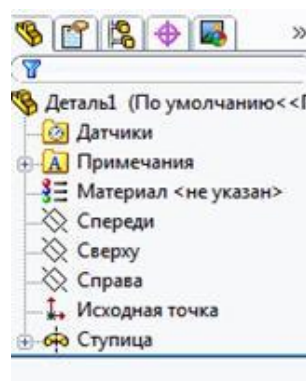 »
Деталь1 (По умолчанию<<
Датчики
A Примечания
Материал <не указан>
Спереди
Сверху
Справа
Исходная точка
Ступица